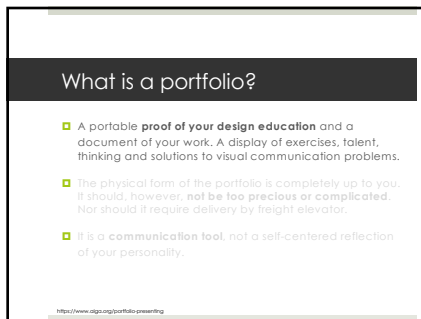 What is a portfolio?
A portable proof of your design education and a
document of your work. A display of exercises, talent,
thinking and solutions to visual communication problems.
The physical form of the portfolio is completely up to you.
It should, however, not be too precious or complicated.
Nor should it require delivery by freight elevator.
It is a communication tool, not a self-centered reflection
of your personality.
https://www.aiga.org/portfolio-presenting